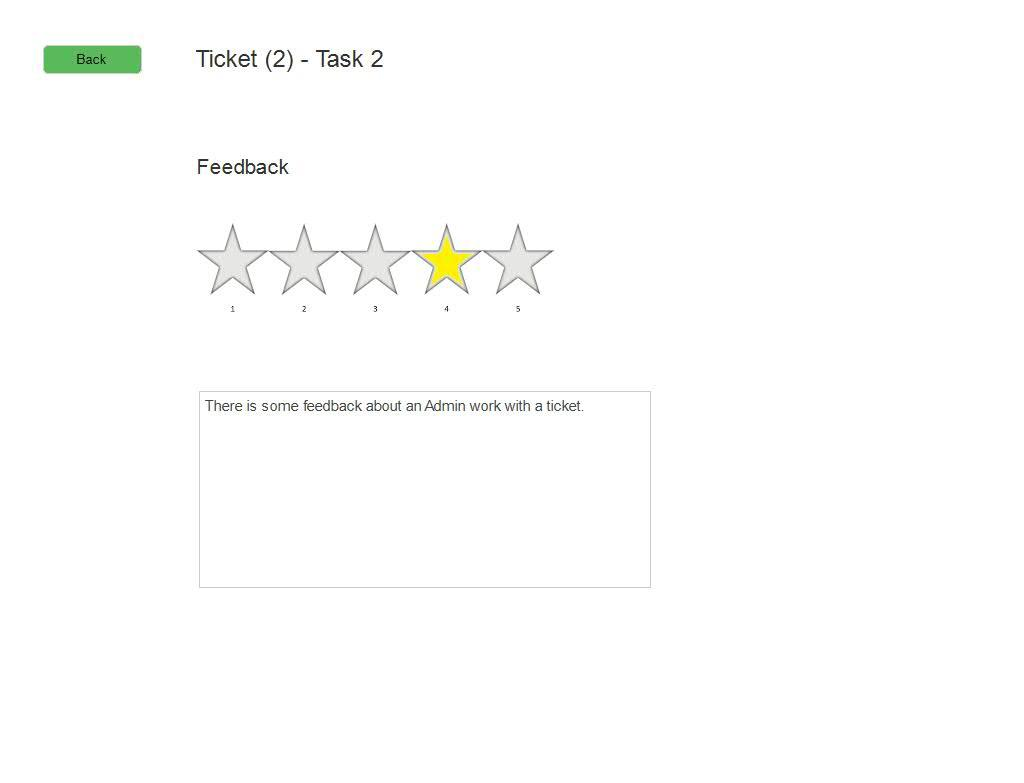 Back
Ticket (2) - Task 2
Feedback
1 2 3 4 5
There is some feedback about an Admin work with a ticket.